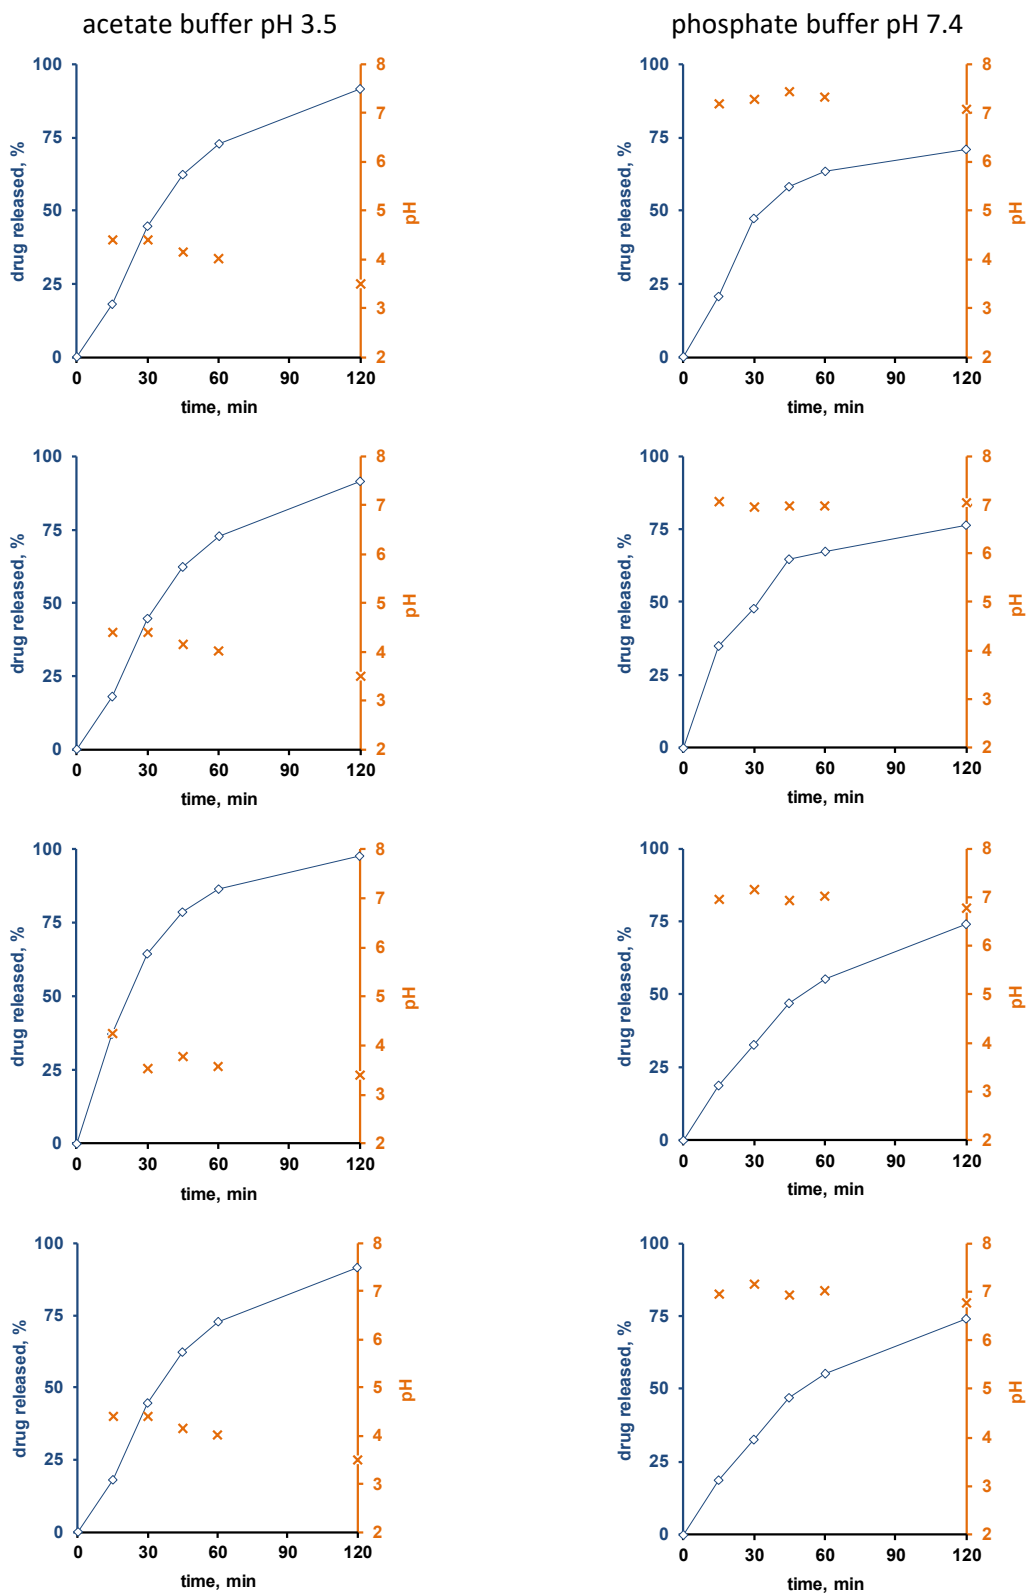 acetate buffer pH 3.5
phosphate buffer pH 7.4
100
75
50
25
0
drug released, %
8
7
6
5
4
3
2
pH
0 30 60 90 120
time, min
100
75
50
25
0
drug released, %
8
7
6
5
4
3
2
pH
0 30 60 90 120
time, min
100
75
50
25
0
drug released, %
8
7
6
5
4
3
2
pH
0 30 60 90 120
time, min
100
75
50
25
0
drug released, %
8
7
6
5
4
3
2
pH
0 30 60 90 120
time, min
100
75
50
25
0
drug released, %
8
7
6
5
4
3
2
pH
0 30 60 90 120
time, min
100
75
50
25
0
drug released, %
8
7
6
5
4
3
2
pH
0 30 60 90 120
time, min
100
75
50
25
0
drug released, %
8
7
6
5
4
3
2
pH
0 30 60 90 120
time, min
100
75
50
25
0
drug released, %
8
7
6
5
4
3
2
pH
0 30 60 90 120
time, min